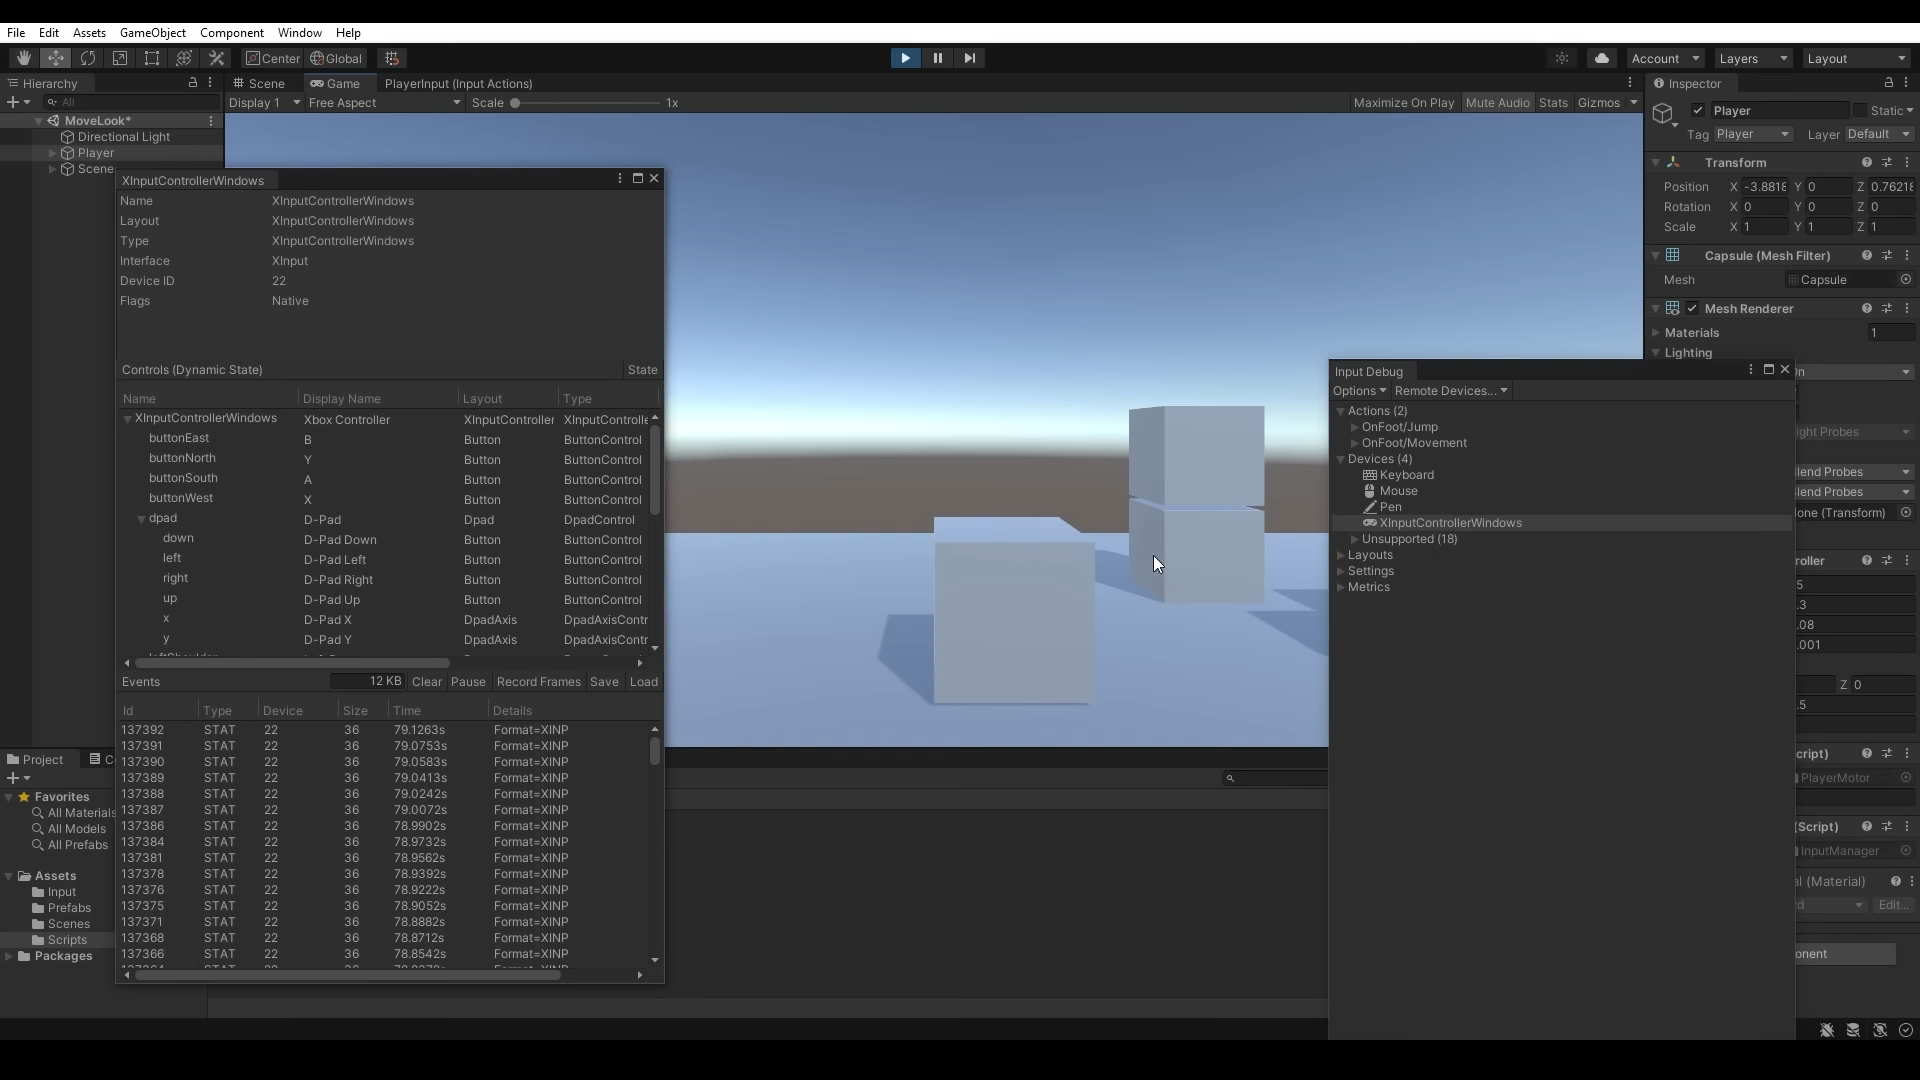 File Edit Assets GameObject Component Window Help
Center Global Account Layers Layout
Hierarchy
All
MoveLook*
Directional Light
Player
Scene
Scene Game PlayerInput (Input Actions)
Display 1 Free Aspect Scale 1x Maximize On Play Mute Audio Stats Gizmos
XInputControllerWindows
Name XInputControllerWindows
Layout XInputControllerWindows
Type XInputControllerWindows
Interface XInput
Device ID 22
Flags Native
Controls (Dynamic State) State
Name Display Name Layout Type
XInputControllerWindows Xbox Controller XInputController XInputControlle
buttonEast B Button ButtonControl
buttonNorth Y Button ButtonControl
buttonSouth A Button ButtonControl
buttonWest X Button ButtonControl
dpad D-Pad Dpad DpadControl
down D-Pad Down Button ButtonControl
left D-Pad Left Button ButtonControl
right D-Pad Right Button ButtonControl
up D-Pad Up Button ButtonControl
x D-Pad X DpadAxis DpadAxisContr
y D-Pad Y DpadAxis DpadAxisContr
Events 12 KB Clear Pause Record Frames Save Load
Id Type Device Size Time Details
137392 STAT 22 36 79.1263s Format=XINP
137391 STAT 22 36 79.0753s Format=XINP
137390 STAT 22 36 79.0583s Format=XINP
137389 STAT 22 36 79.0413s Format=XINP
137388 STAT 22 36 79.0242s Format=XINP
137387 STAT 22 36 79.0072s Format=XINP
137386 STAT 22 36 78.9902s Format=XINP
137384 STAT 22 36 78.9732s Format=XINP
137381 STAT 22 36 78.9562s Format=XINP
137378 STAT 22 36 78.9392s Format=XINP
137376 STAT 22 36 78.9222s Format=XINP
137375 STAT 22 36 78.9052s Format=XINP
137371 STAT 22 36 78.8882s Format=XINP
137368 STAT 22 36 78.8712s Format=XINP
137366 STAT 22 36 78.8542s Format=XINP
Project C
Favorites
All Materials
All Models
All Prefabs
Assets
Input
Prefabs
Scenes
Scripts
Packages
Input Debug
Options Remote Devices...
Actions (2)
OnFoot/Jump
OnFoot/Movement
Devices (4)
Keyboard
Mouse
Pen
XInputControllerWindows
Unsupported (18)
Layouts
Settings
Metrics
Inspector
Player Static
Tag Player Layer Default
Transform
Position X -3.8818 Y 0 Z 0.76218
Rotation X 0 Y 0 Z 0
Scale X 1 Y 1 Z 1
Capsule (Mesh Filter)
Mesh Capsule
Mesh Renderer
Materials 1
Lighting
On
ight Probes
lend Probes
lend Probes
lone (Transform)
roller
5
.3
.08
.001
Z 0
.5
cript)
PlayerMotor
(Script)
InputManager
al (Material)
rd Edit...
onent